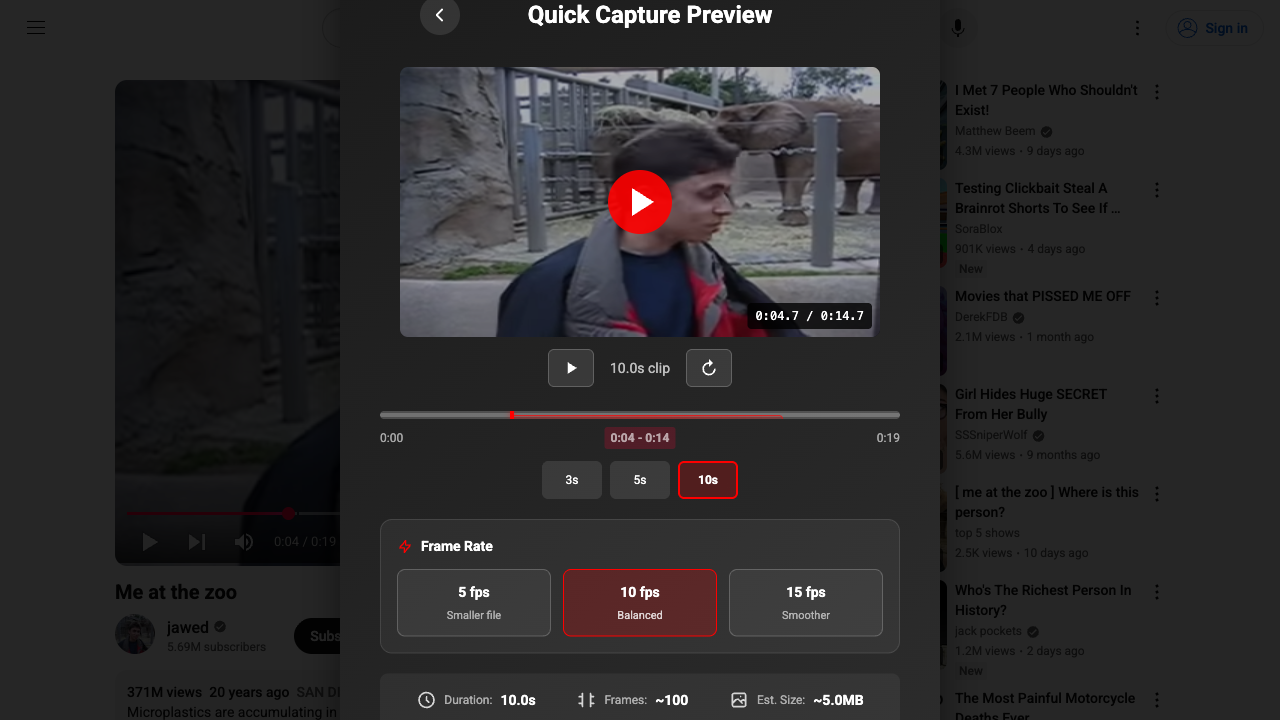 Quick Capture Preview
Sign in
0:04.7 / 0:14.7
10.0s clip
0:00
0:04 - 0:14
0:19
3s
5s
10s
Frame Rate
5 fps
Smaller file
10 fps
Balanced
15 fps
Smoother
Duration: 10.0s
Frames: ~100
Est. Size: ~5.0MB
0:04 / 0:19
Me at the zoo
jawed
5.69M subscribers
Subs
371M views 20 years ago SAN DI
Microplastics are accumulating in
I Met 7 People Who Shouldn't
Exist!
Matthew Beem
4.3M views • 9 days ago
Testing Clickbait Steal A
Brainrot Shorts To See If ...
SoraBlox
901K views • 4 days ago
New
Movies that PISSED ME OFF
DerekFDB
2.1M views • 1 month ago
Girl Hides Huge SECRET
From Her Bully
SSSniperWolf
5.6M views • 9 months ago
[ me at the zoo ] Where is this
person?
top 5 shows
2.5K views • 10 days ago
Who's The Richest Person In
History?
jack pockets
1.2M views • 2 days ago
New
The Most Painful Motorcycle
Deaths Ever